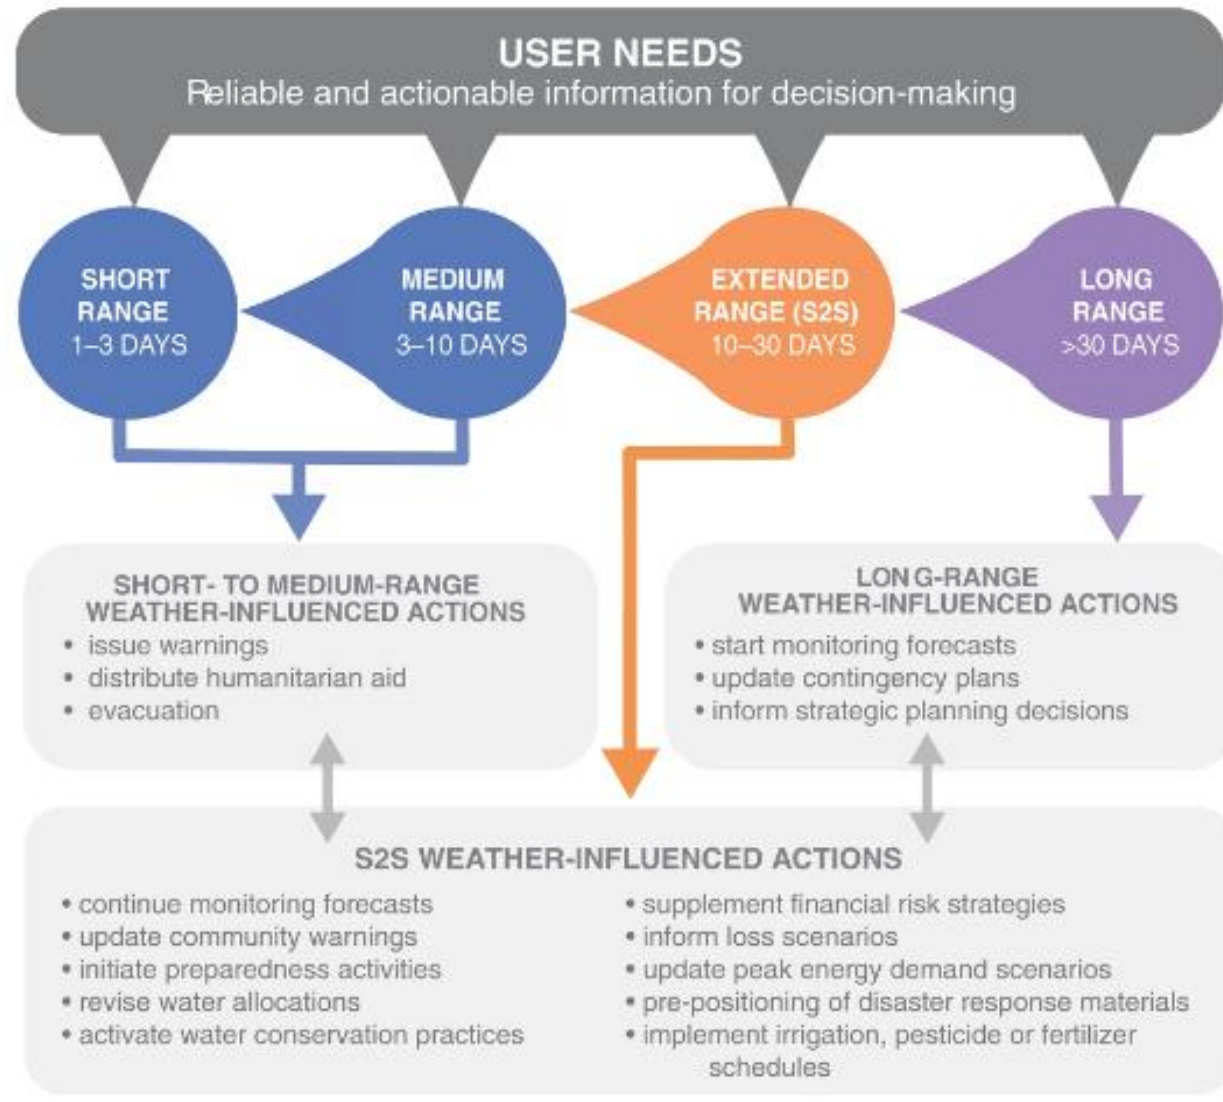 USER NEEDS
Reliable and actionable information for decision-making
SHORT
RANGE
1–3 DAYS
MEDIUM
RANGE
3–10 DAYS
EXTENDED
RANGE (S2S)
10–30 DAYS
LONG
RANGE
>30 DAYS
SHORT- TO MEDIUM-RANGE
WEATHER-INFLUENCED ACTIONS
• issue warnings
• distribute humanitarian aid
• evacuation
LONG-RANGE
WEATHER-INFLUENCED ACTIONS
• start monitoring forecasts
• update contingency plans
• inform strategic planning decisions
S2S WEATHER-INFLUENCED ACTIONS
• continue monitoring forecasts
• update community warnings
• initiate preparedness activities
• revise water allocations
• activate water conservation practices
• supplement financial risk strategies
• inform loss scenarios
• update peak energy demand scenarios
• pre-positioning of disaster response materials
• implement irrigation, pesticide or fertilizer
schedules